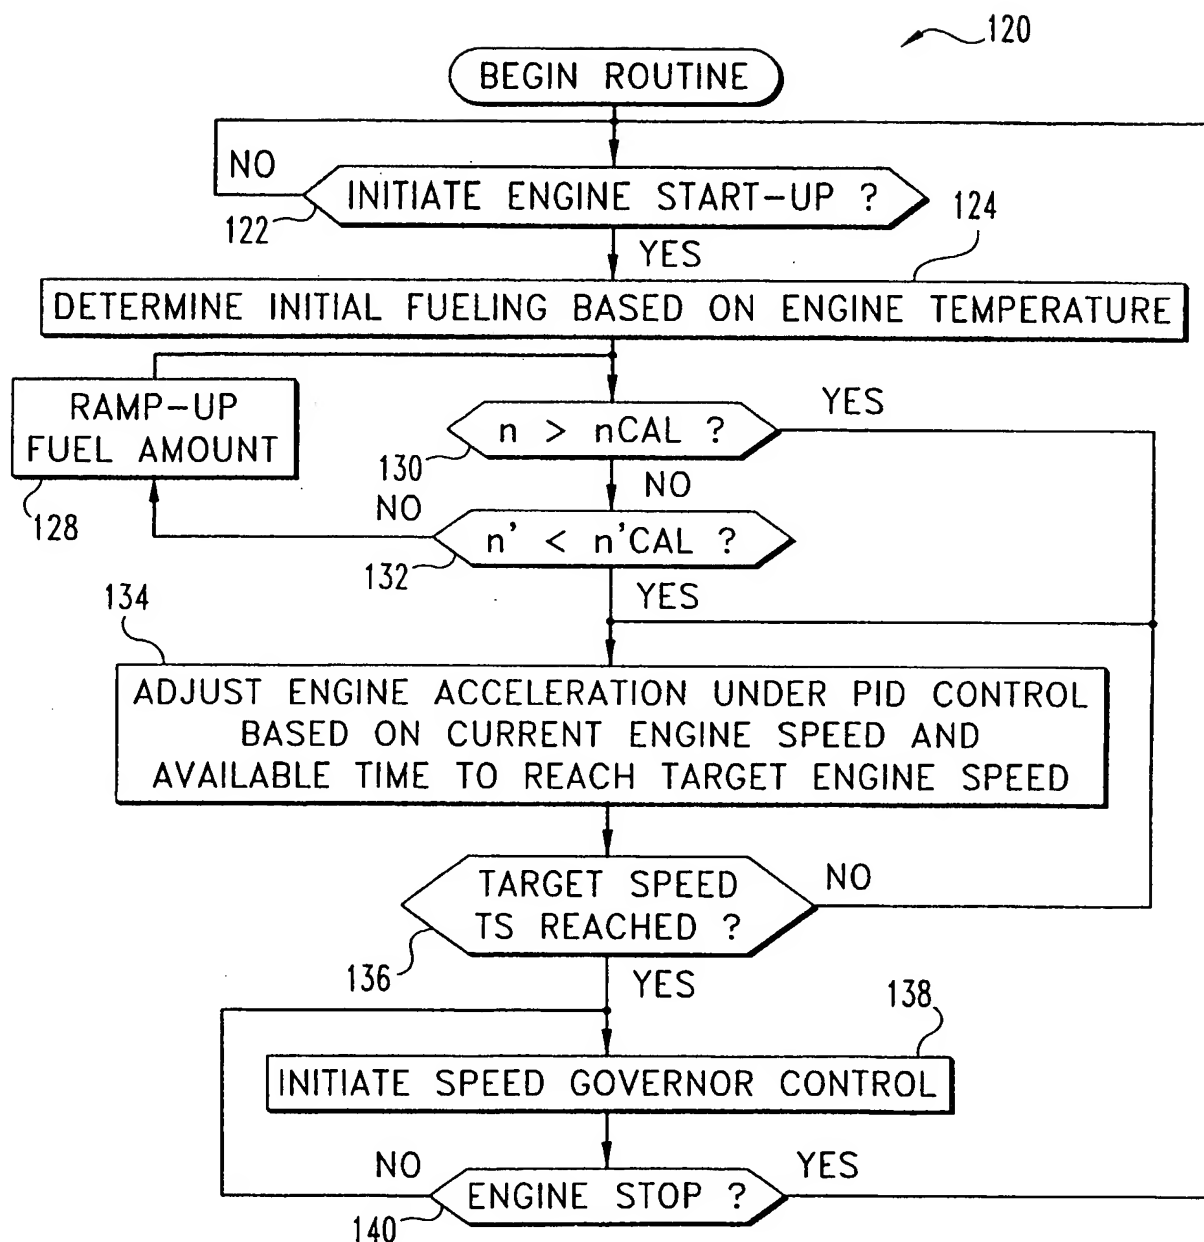 120
BEGIN ROUTINE
NO
INITIATE ENGINE START-UP ?
122
124
YES
DETERMINE INITIAL FUELING BASED ON ENGINE TEMPERATURE
RAMP-UP
FUEL AMOUNT
128
n > nCAL ?
YES
130
NO
NO
n' < n'CAL ?
132
YES
134
ADJUST ENGINE ACCELERATION UNDER PID CONTROL
BASED ON CURRENT ENGINE SPEED AND
AVAILABLE TIME TO REACH TARGET ENGINE SPEED
TARGET SPEED
TS REACHED ?
NO
136
YES
138
INITIATE SPEED GOVERNOR CONTROL
NO
ENGINE STOP ?
YES
140